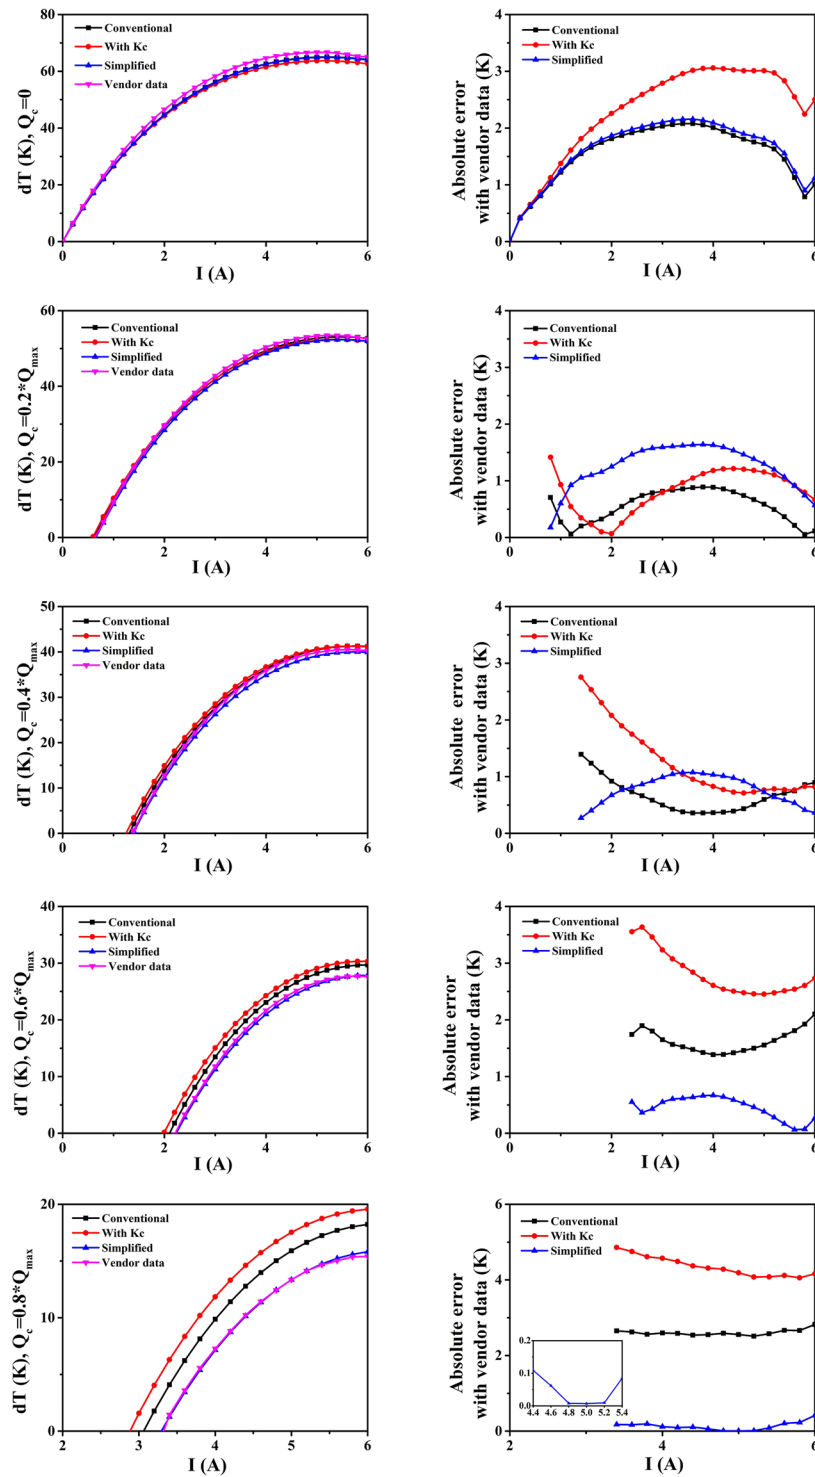 80
60
40
20
0
0
2
4
6
dT (K), Q_c=0
I (A)
Conventional
With Kc
Simplified
Vendor data
4
3
2
1
0
0
2
4
6
Absolute error
with vendor data (K)
I (A)
Conventional
With Kc
Simplified
60
40
20
0
0
2
4
6
dT (K), Q_c=0.2*Q_max
I (A)
Conventional
With Kc
Simplified
Vendor data
4
3
2
1
0
0
2
4
6
Aboslute error
with vendor data (K)
I (A)
Conventional
With Kc
Simplified
50
40
30
20
10
0
0
2
4
6
dT (K), Q_c=0.4*Q_max
I (A)
Conventional
With Kc
Simplified
Vendor data
4
3
2
1
0
0
2
4
6
Absolute error
with vendor data (K)
I (A)
Conventional
With Kc
Simplified
40
30
20
10
0
0
2
4
6
dT (K), Q_c=0.6*Q_max
I (A)
Conventional
With Kc
Simplified
Vendor data
4
3
2
1
0
0
2
4
6
Absolute error
with vendor data (K)
I (A)
Conventional
With Kc
Simplified
20
10
0
2
3
4
5
6
dT (K), Q_c=0.8*Q_max
I (A)
Conventional
With Kc
Simplified
Vendor data
6
4
2
0
2
4
6
Absolute error
with vendor data (K)
I (A)
Conventional
With Kc
Simplified
0.2
0.1
0.0
4.4 4.6 4.8 5.0 5.2 5.4